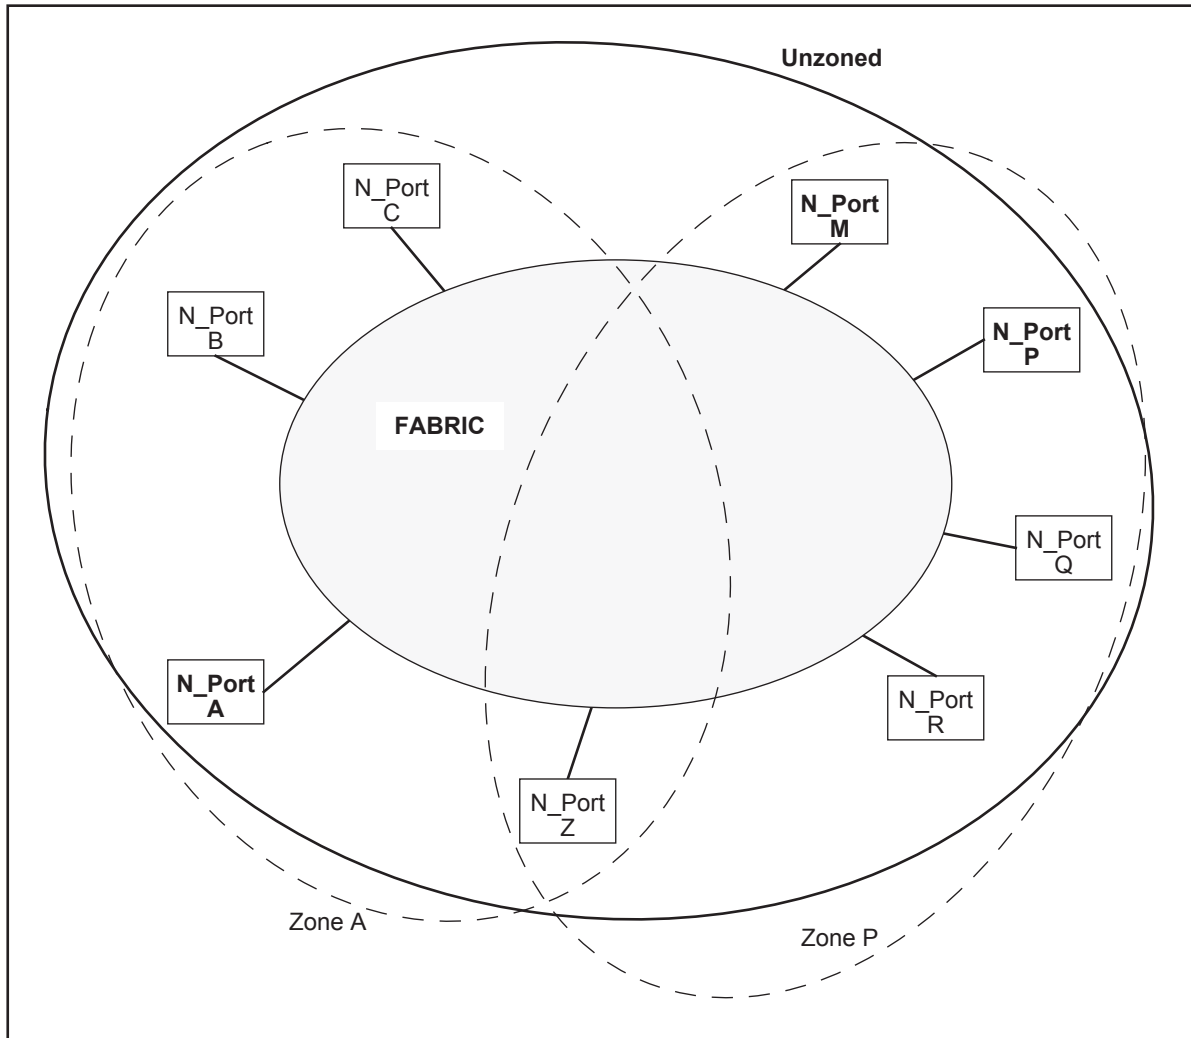 Unzoned
N_Port
C
N_Port
M
N_Port
B
N_Port
P
FABRIC
N_Port
Q
N_Port
A
N_Port
R
N_Port
Z
Zone A
Zone P